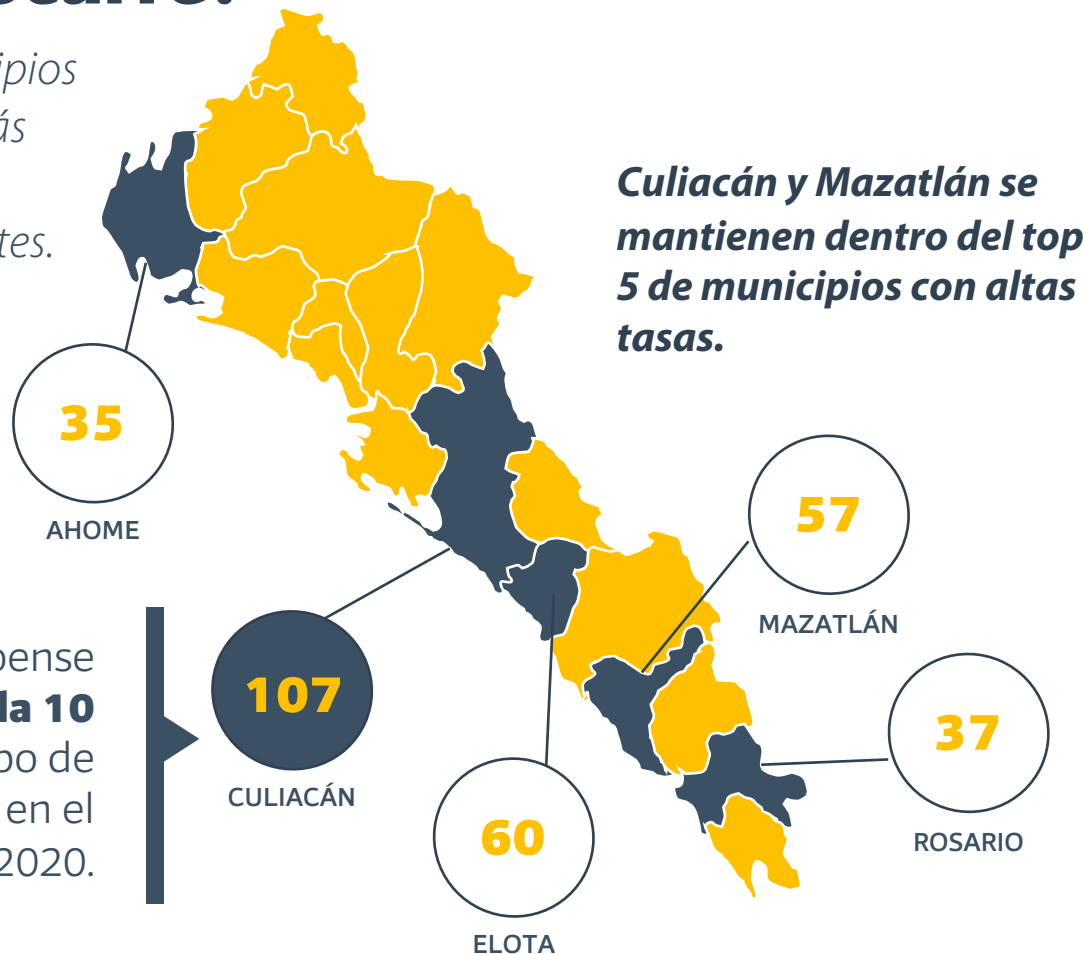 ipios
ás
tes.
Culiacán y Mazatlán se
mantienen dentro del top
5 de municipios con altas
tasas.
35
AHOME
57
MAZATLÁN
107
CULIACÁN
37
ROSARIO
60
ELOTA
pense
da 10
po de
en el
2020.